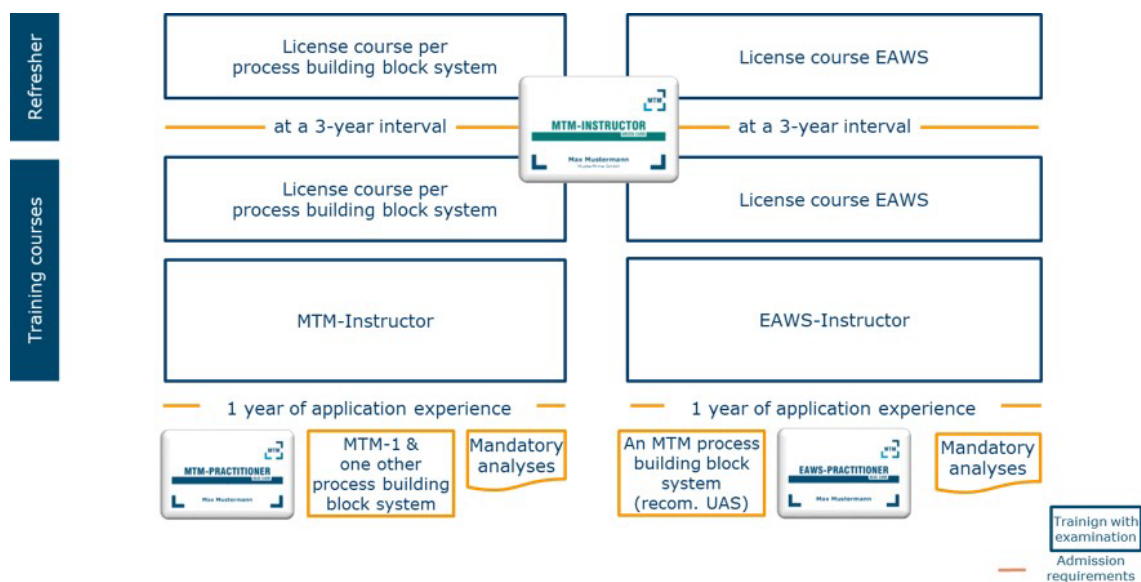 Refresher
License course per
process building block system
License course EAWS
at a 3-year interval
at a 3-year interval
MTM
MTM-INSTRUCTOR
Max Mustermann
Training courses
License course per
process building block system
License course EAWS
MTM-Instructor
EAWS-Instructor
1 year of application experience
1 year of application experience
MTM
MTM-PRACTITIONER
Max Mustermann
MTM-1 &
one other
process building
block system
Mandatory
analyses
An MTM process
building block
system
(recom. UAS)
MTM
EAWS-PRACTITIONER
Max Mustermann
Mandatory
analyses
Trainign with
examination
Admission
requirements